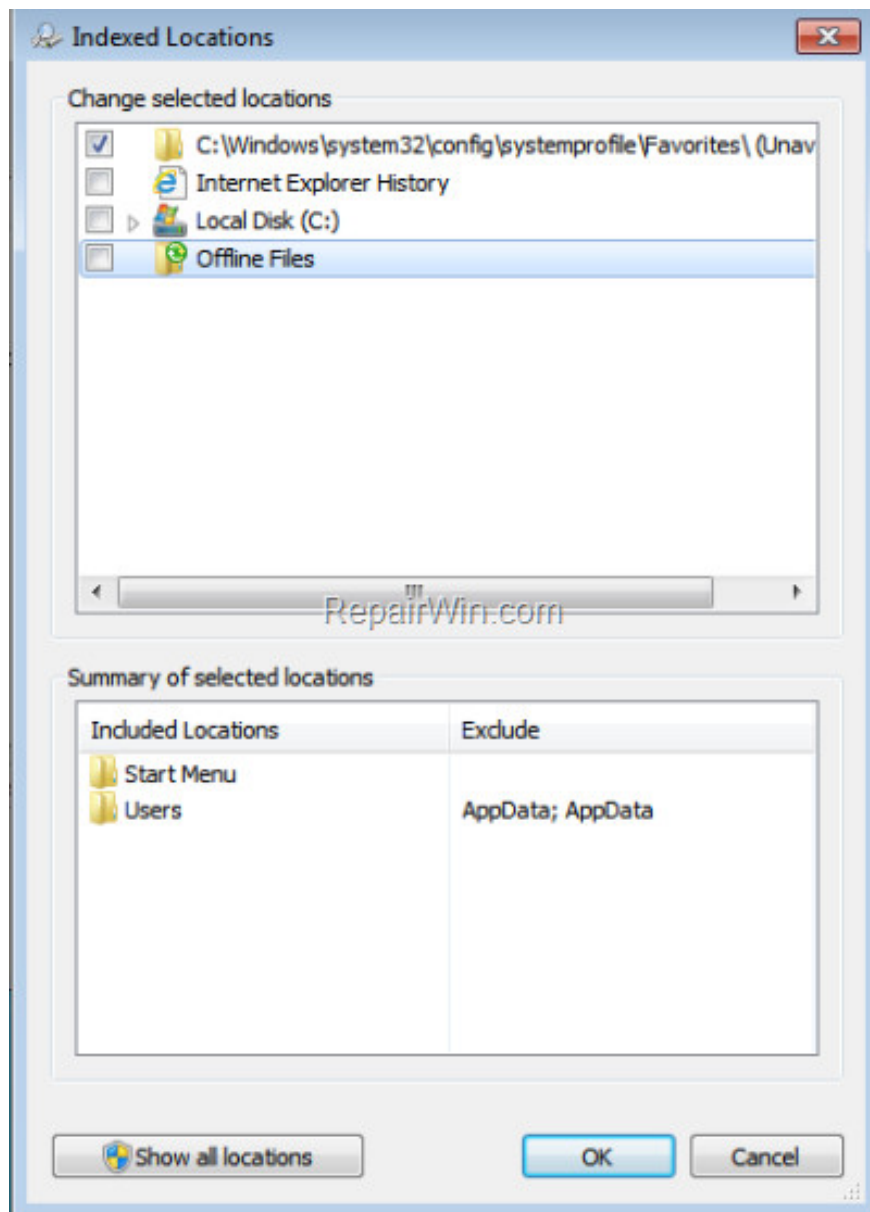 Indexed Locations
Change selected locations
C:\Windows\system32\config\systemprofile\Favorites\ (Unav
Internet Explorer History
Local Disk (C:)
Offline Files
RepairWin.com
Summary of selected locations
Included Locations Exclude
Start Menu
Users AppData; AppData
Show all locations OK Cancel